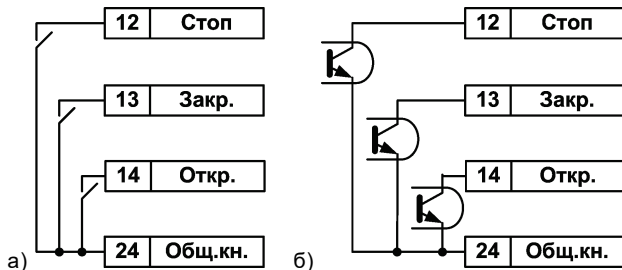 12 Стоп
13 Закр.
14 Откр.
24 Общ.кн.
а)
12 Стоп
13 Закр.
14 Откр.
24 Общ.кн.
б)